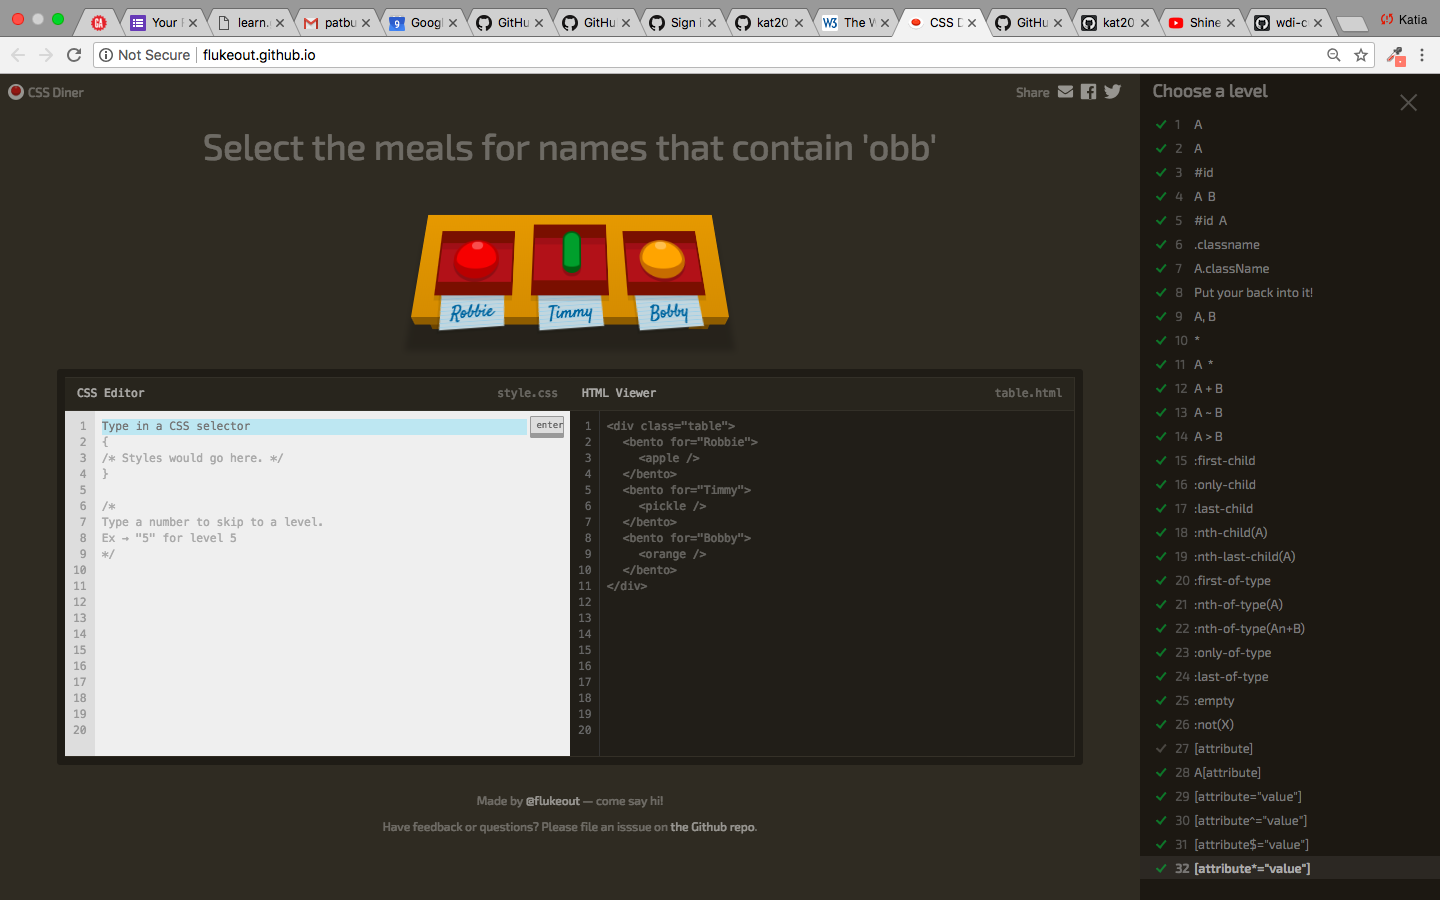 Your
learn.
patbu
Googl
GitHu
GitHu
Sign i
kat20
W3 The W
CSS D
GitHu
kat20
Shine
wdi-c
Katia
Not Secure flukeout.github.io
CSS Diner
Share
Select the meals for names that contain 'obb'
Robbie
Timmy
Bobby
CSS Editor style.css
1 Type in a CSS selector enter
2 {
3 /* Styles would go here. */
4 }
5
6 /*
7 Type a number to skip to a level.
8 Ex → "5" for level 5
9 */
10
11
12
13
14
15
16
17
18
19
20
HTML Viewer table.html
1 <div class="table">
2 <bento for="Robbie">
3 <apple />
4 </bento>
5 <bento for="Timmy">
6 <pickle />
7 </bento>
8 <bento for="Bobby">
9 <orange />
10 </bento>
11 </div>
12
13
14
15
16
17
18
19
20
Made by @flukeout — come say hi!
Have feedback or questions? Please file an isssue on the Github repo.
Choose a level
1 A
2 A
3 #id
4 A B
5 #id A
6 .classname
7 A.className
8 Put your back into it!
9 A, B
10 *
11 A *
12 A + B
13 A ~ B
14 A > B
15 :first-child
16 :only-child
17 :last-child
18 :nth-child(A)
19 :nth-last-child(A)
20 :first-of-type
21 :nth-of-type(A)
22 :nth-of-type(An+B)
23 :only-of-type
24 :last-of-type
25 :empty
26 :not(X)
27 [attribute]
28 A[attribute]
29 [attribute="value"]
30 [attribute^="value"]
31 [attribute$="value"]
32 [attribute*="value"]